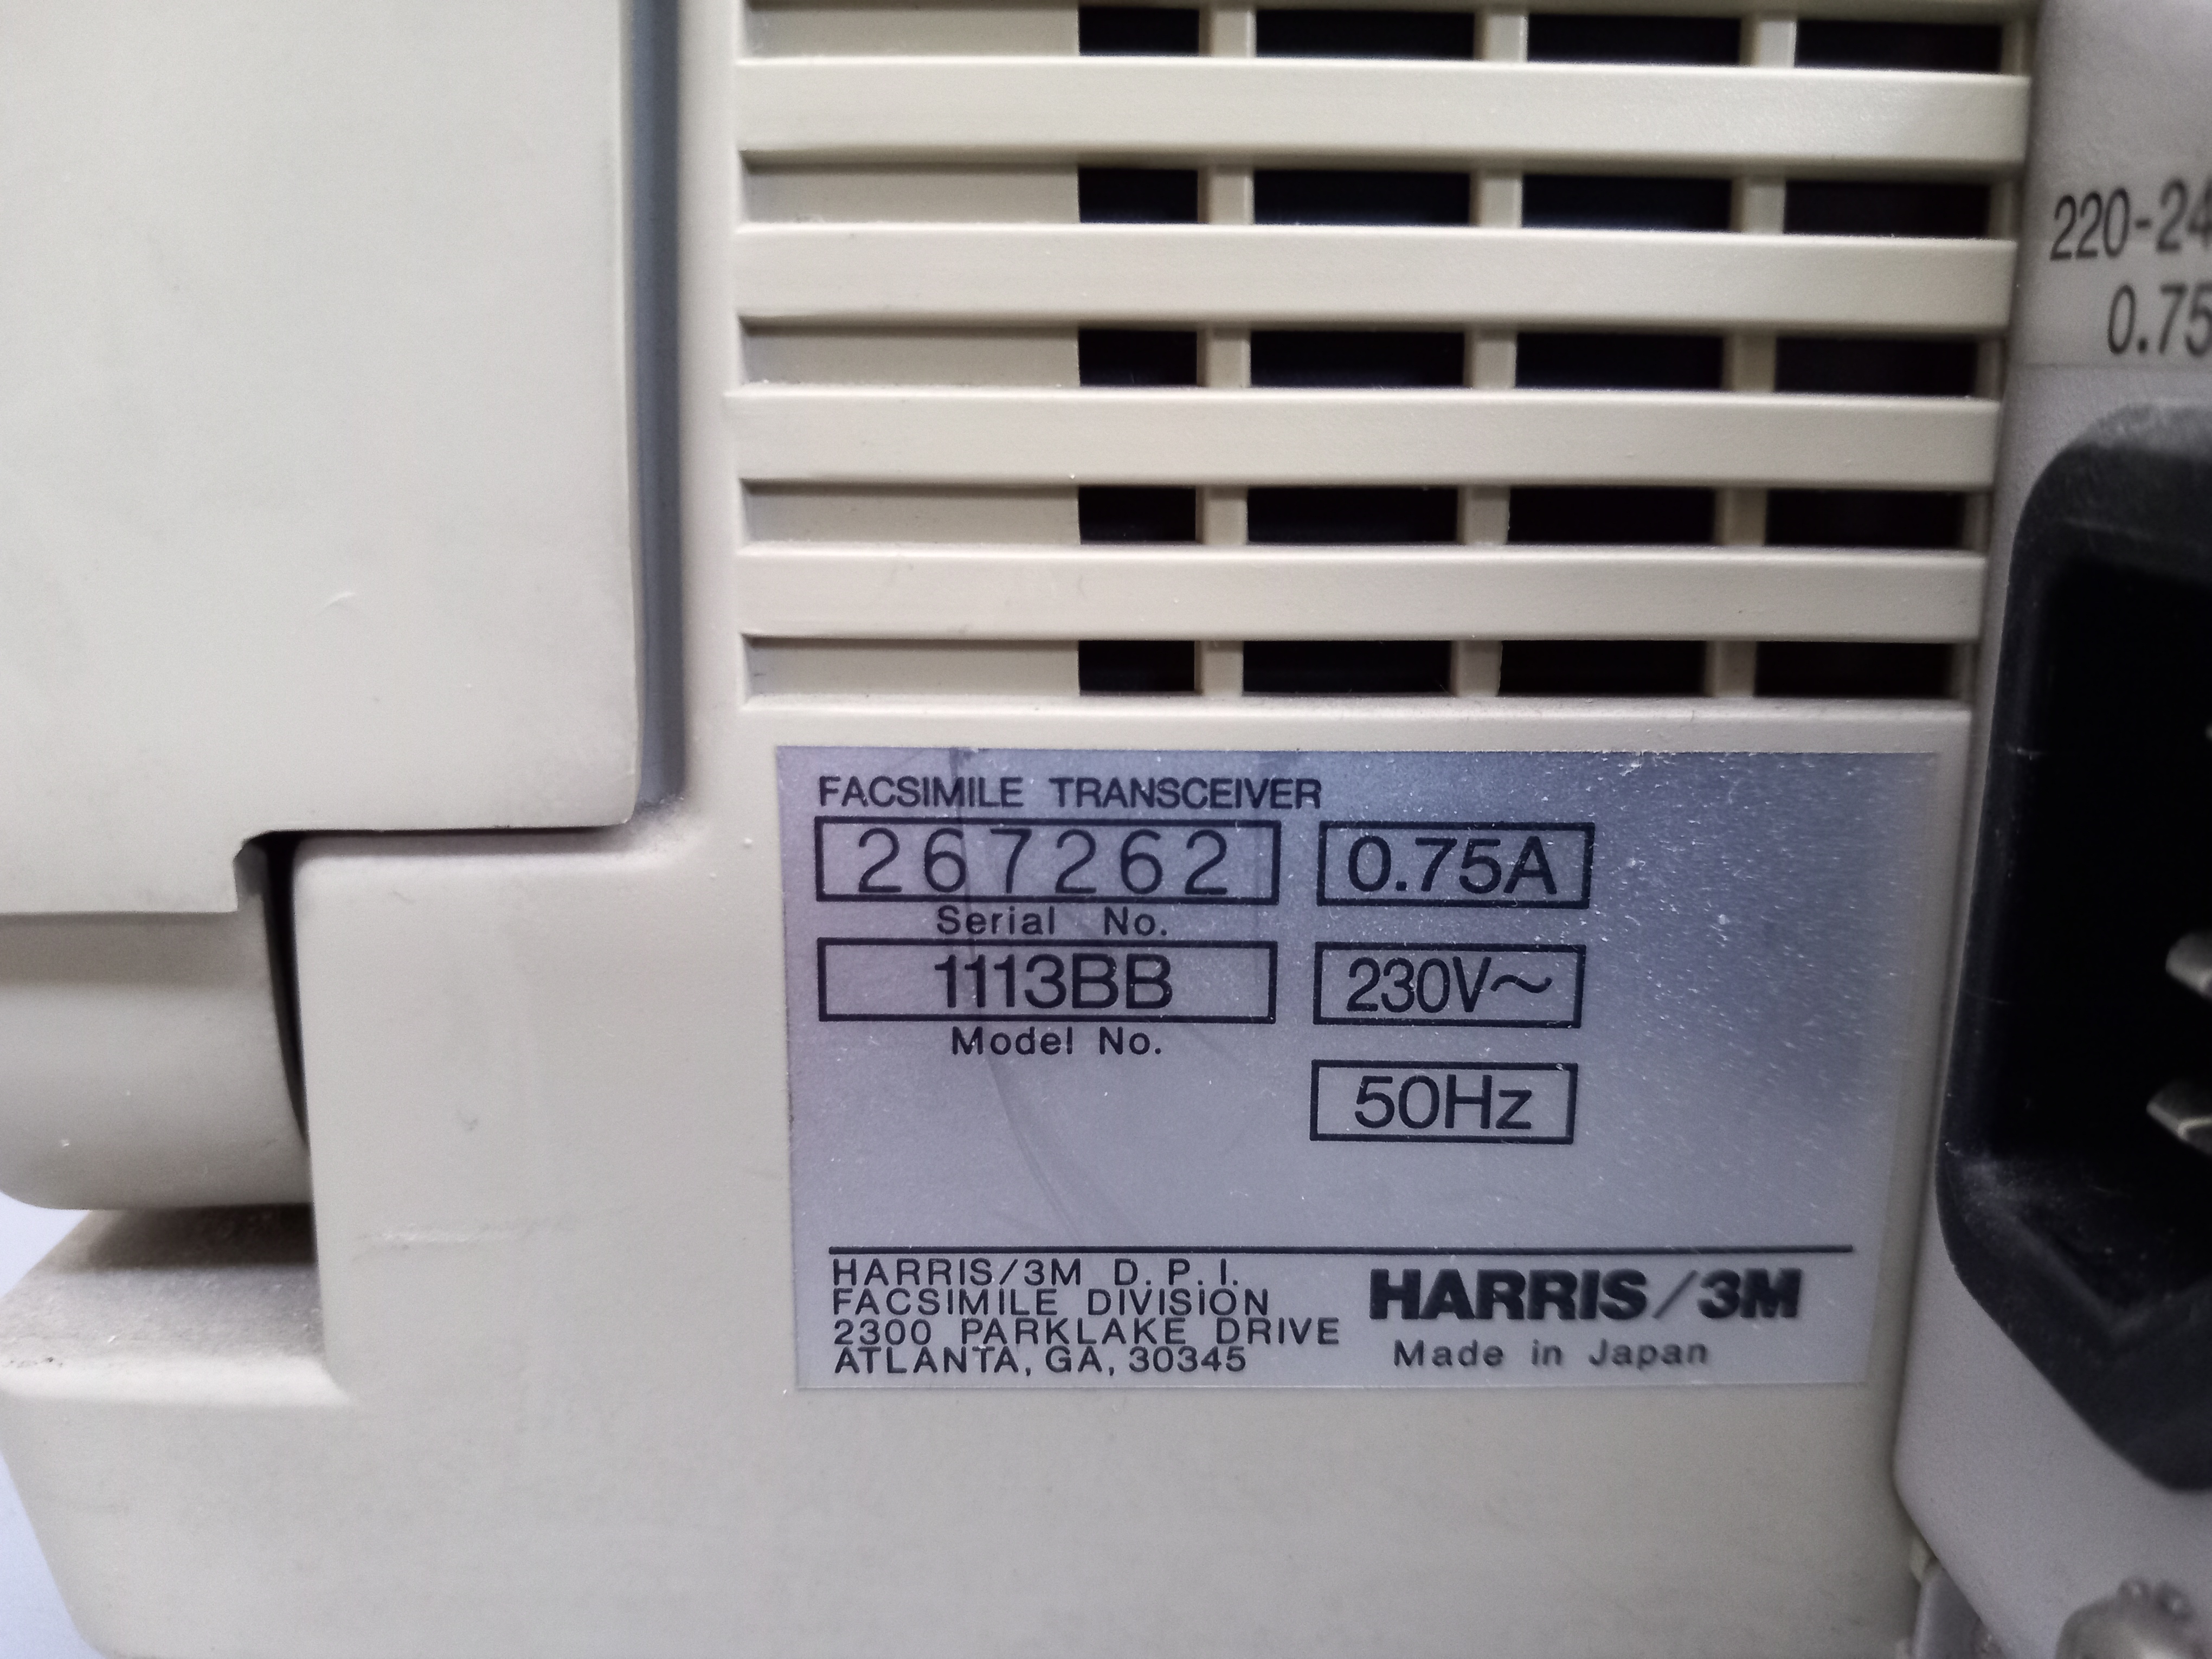 220-24
0.75
FACSIMILE TRANSCEIVER
267262 0.75A
Serial No.
1113BB 230V~
Model No.
50Hz
HARRIS/3M D.P.I.
FACSIMILE DIVISION
2300 PARKLAKE DRIVE
ATLANTA, GA, 30345
HARRIS/3M
Made in Japan